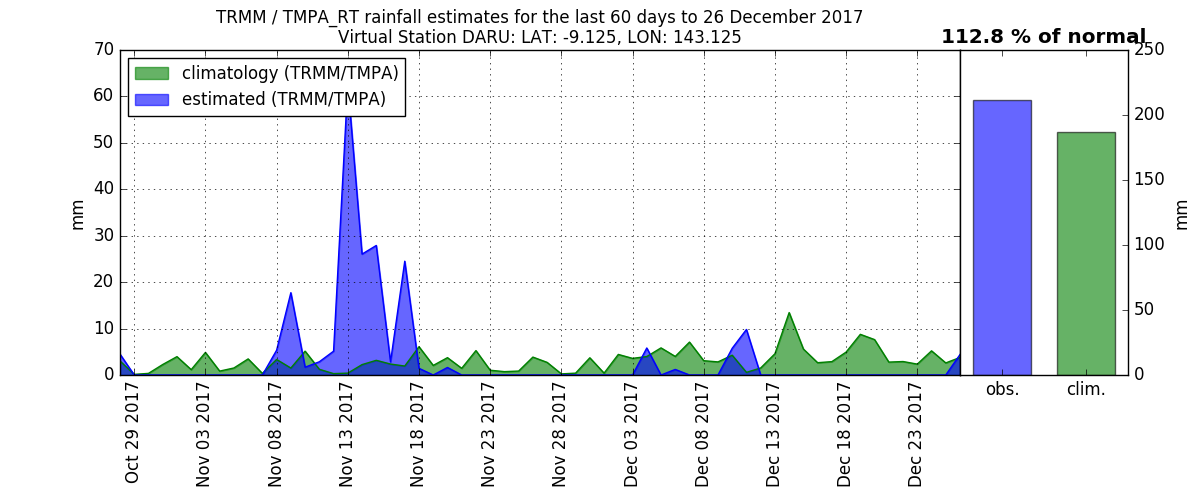 TRMM / TMPA_RT rainfall estimates for the last 60 days to 26 December 2017
Virtual Station DARU: LAT: -9.125, LON: 143.125
112.8 % of normal
climatology (TRMM/TMPA)
estimated (TRMM/TMPA)
70
60
50
40
30
20
10
0
mm
Oct 29 2017
Nov 03 2017
Nov 08 2017
Nov 13 2017
Nov 18 2017
Nov 23 2017
Nov 28 2017
Dec 03 2017
Dec 08 2017
Dec 13 2017
Dec 18 2017
Dec 23 2017
250
200
150
100
50
0
mm
obs.
clim.